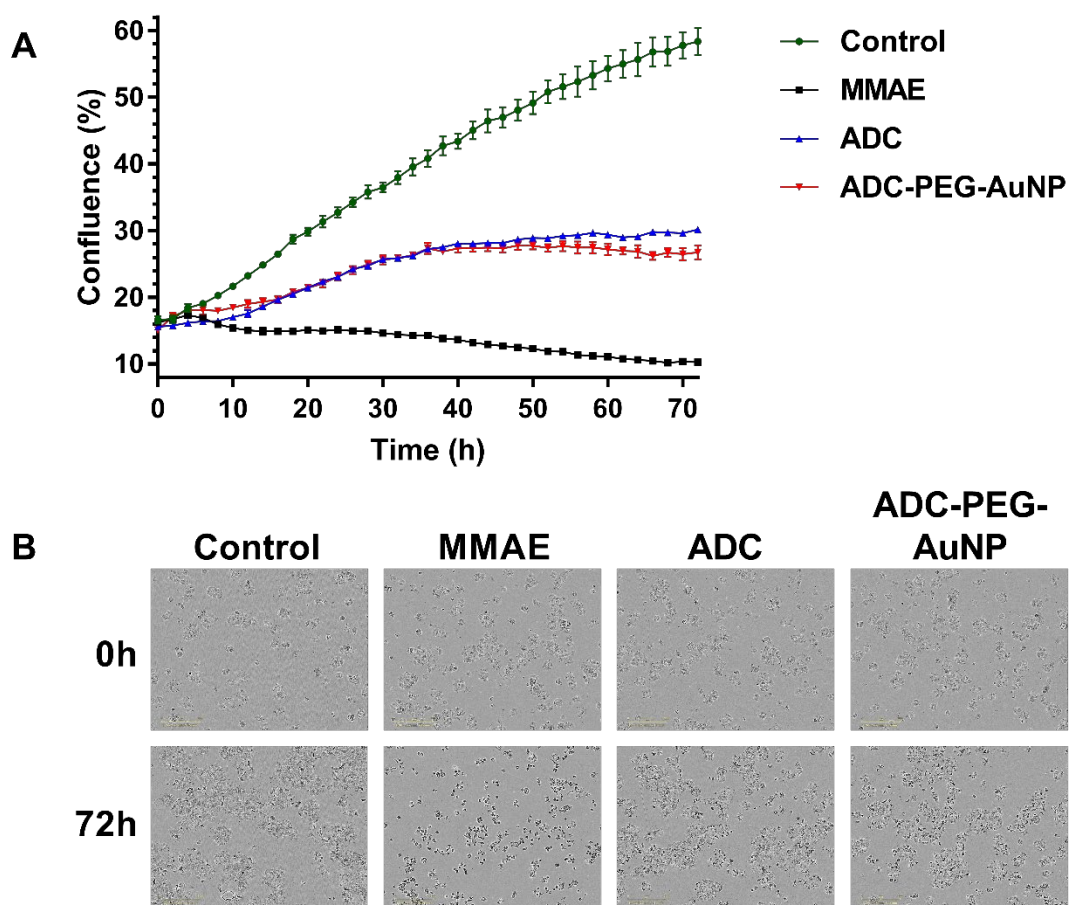 A
Confluence (%)
60
50
40
30
20
10
0 10 20 30 40 50 60 70
Time (h)
Control
MMAE
ADC
ADC-PEG-AuNP
B
Control MMAE ADC ADC-PEG-
AuNP
0h
72h